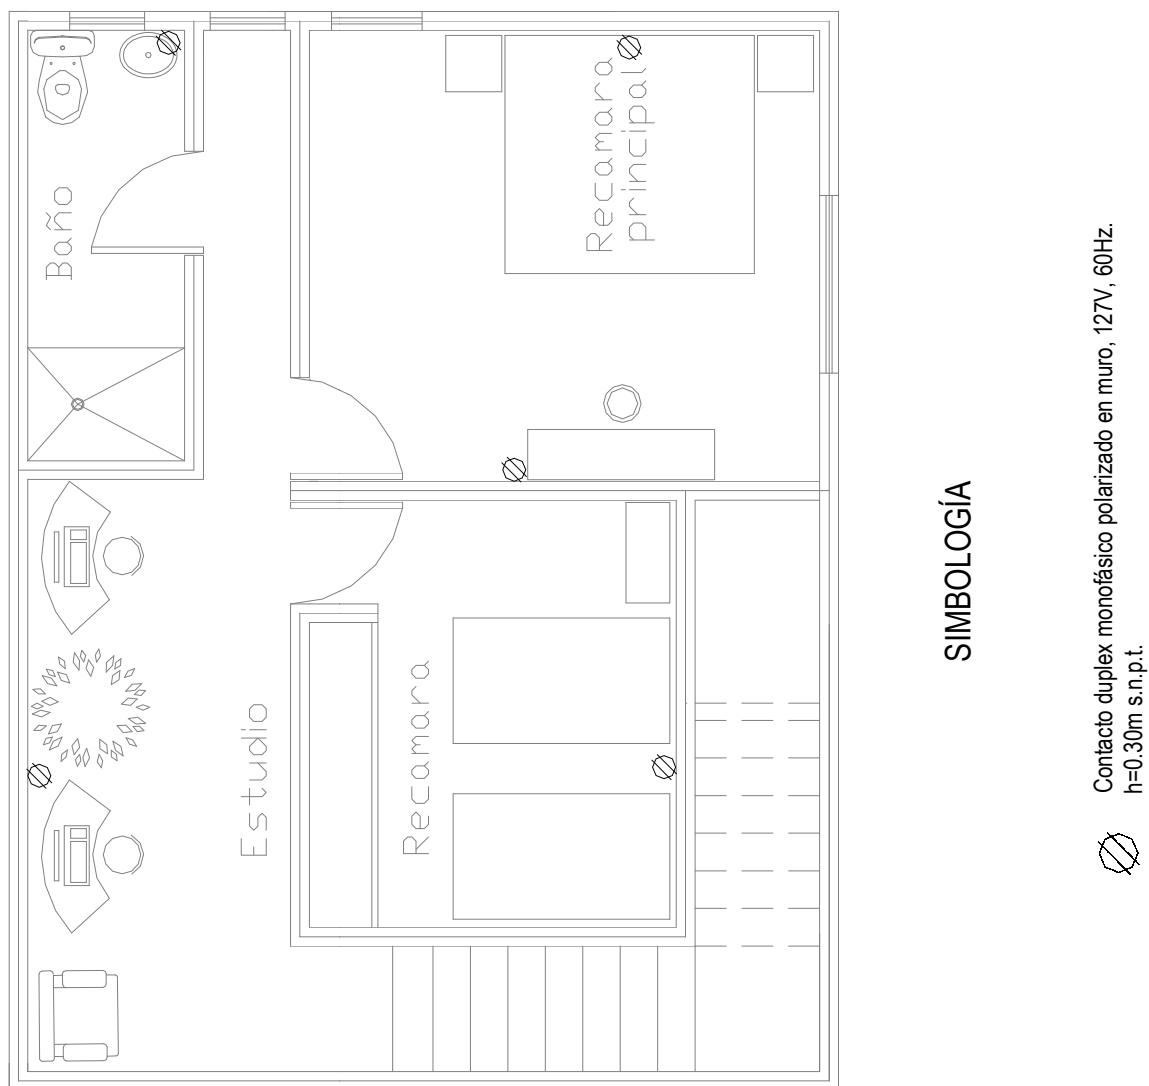 Baño
Recamara
principal
Estudio
Recamara
SIMBOLOGÍA
Contacto duplex monofásico polarizado en muro, 127V, 60Hz.
h=0.30m s.n.p.t.